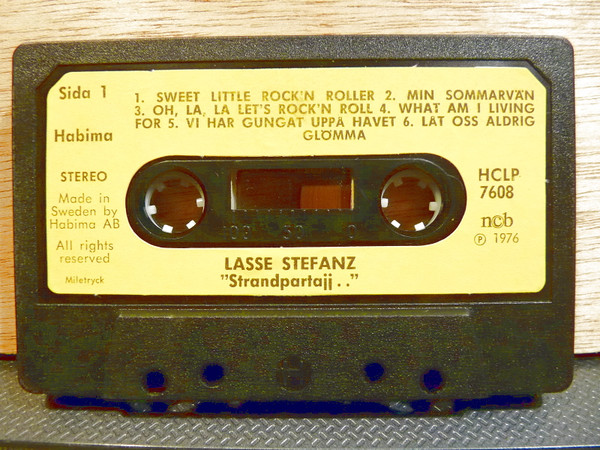 Sida 1
1. SWEET LITTLE ROCK'N ROLLER 2. MIN SOMMARVÄN
3. OH, LA, LA LET'S ROCK'N ROLL 4. WHAT AM I LIVING
FOR 5. VI HAR GUNGAT UPPÅ HAVET 6. LÅT OSS ALDRIG
GLÖMMA
Habima
STEREO
Made in
Sweden by
Habima AB
All rights
reserved
Miletryck
HCLP
7608
ncb
Ⓟ 1976
LASSE STEFANZ
"Strandpartajj . ."